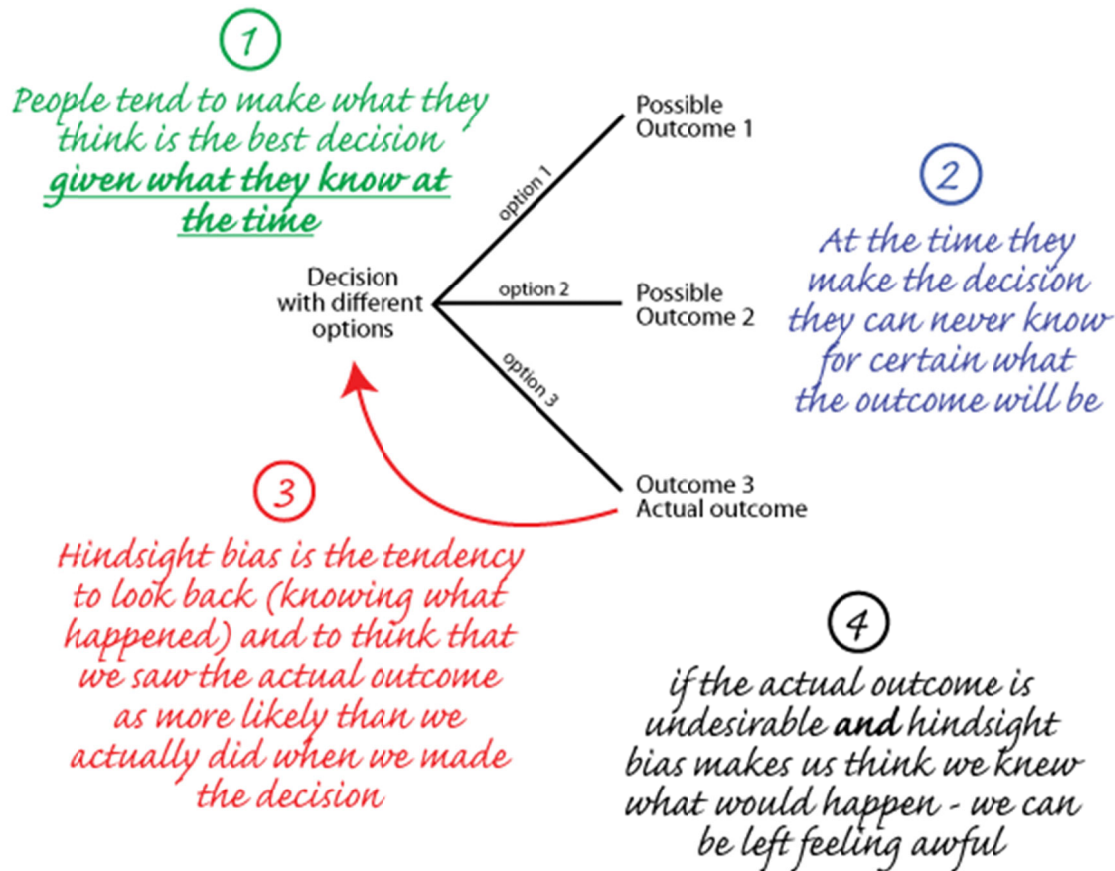 1
People tend to make what they
think is the best decision
given what they know at
the time
Decision
with different
options
option 1
option 2
option 3
Possible
Outcome 1
Possible
Outcome 2
Outcome 3
Actual outcome
2
At the time they
make the decision
they can never know
for certain what
the outcome will be
3
Hindsight bias is the tendency
to look back (knowing what
happened) and to think that
we saw the actual outcome
as more likely than we
actually did when we made
the decision
4
if the actual outcome is
undesirable and hindsight
bias makes us think we knew
what would happen - we can
be left feeling awful